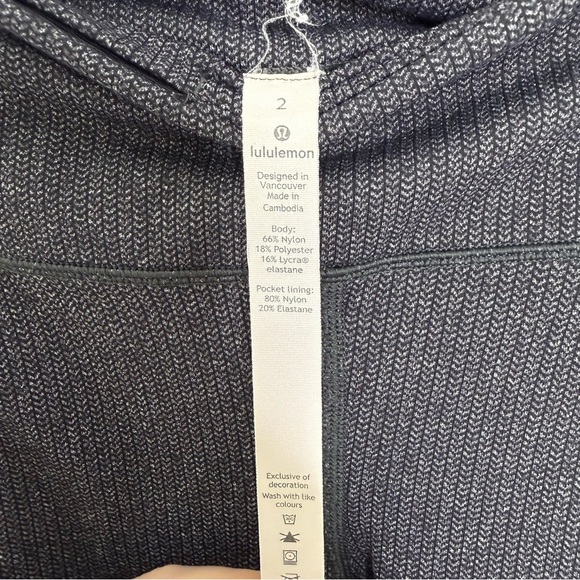 2
lululemon
Designed in
Vancouver
Made in
Cambodia
Body:
66% Nylon
18% Polyester
16% Lycra®
elastane
Pocket lining:
80% Nylon
20% Elastane
Exclusive of
decoration
Wash with like
colours